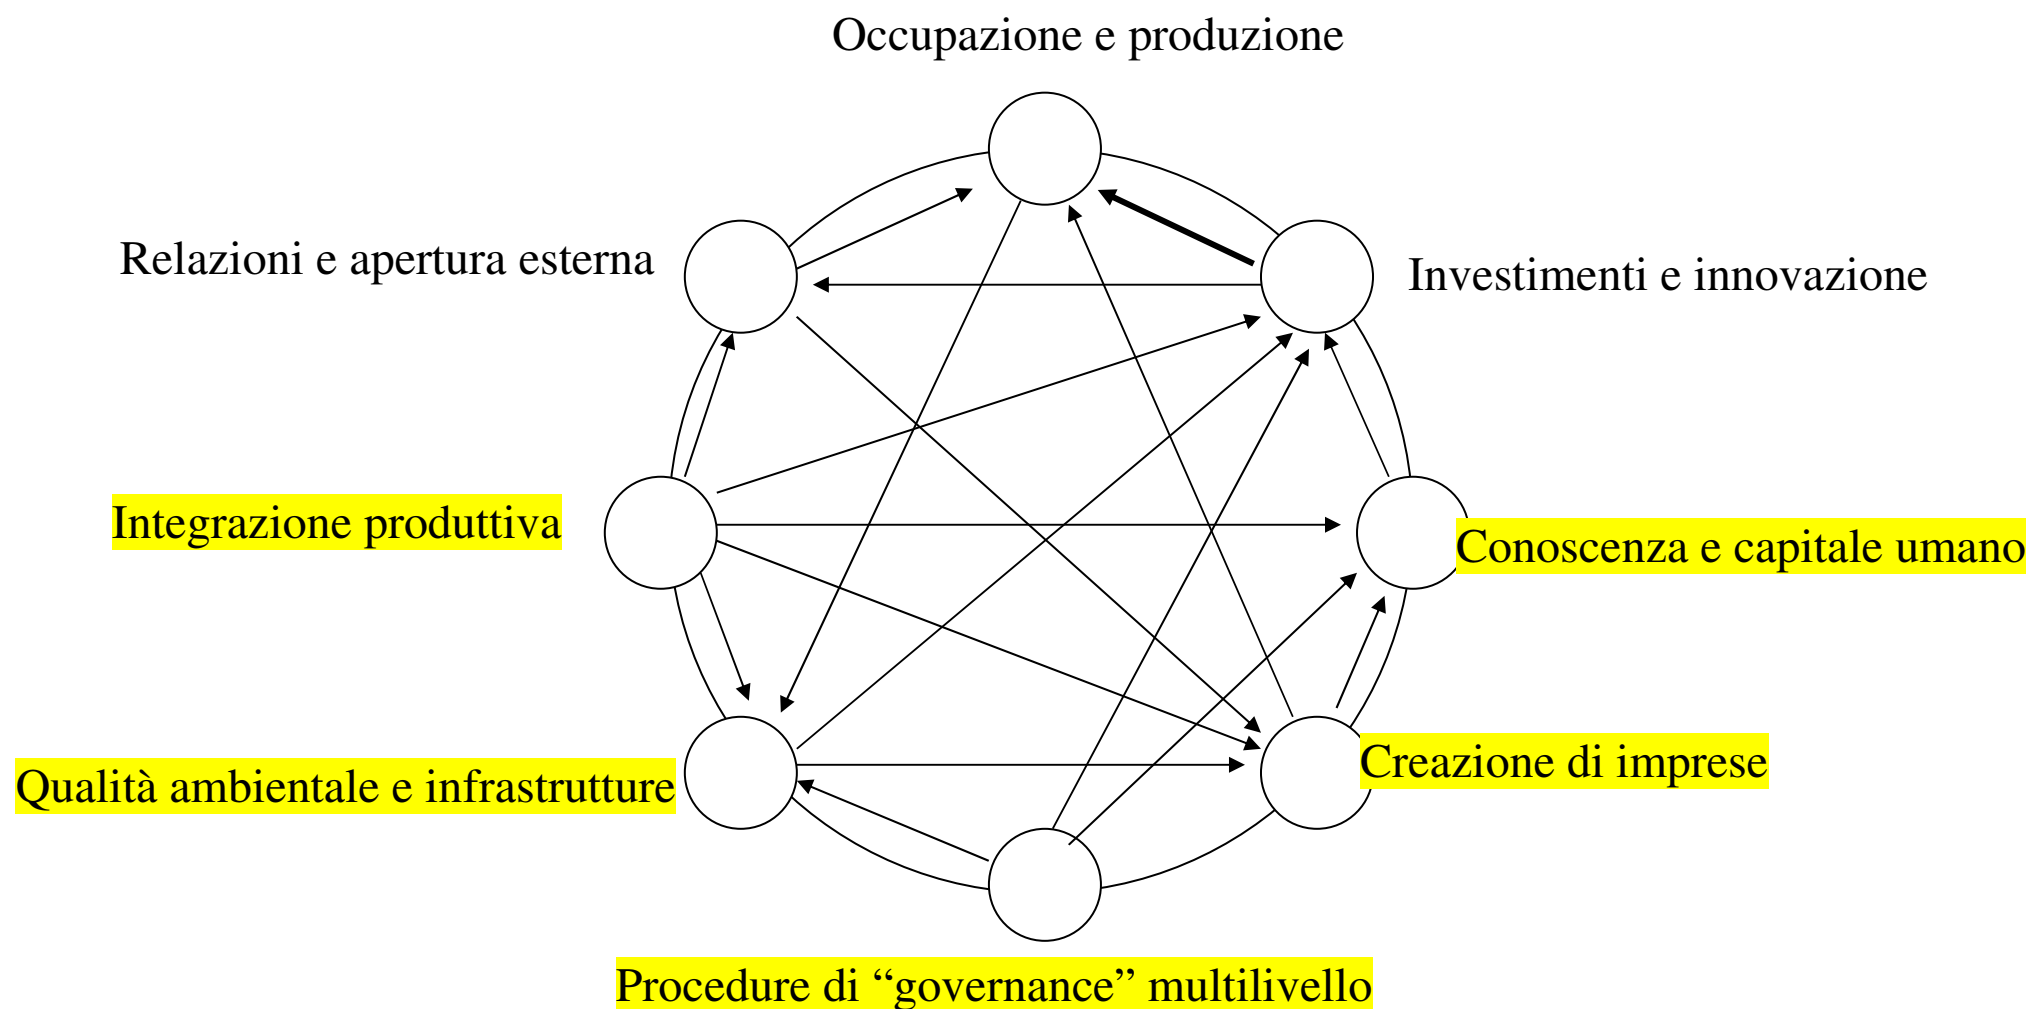 Occupazione e produzione
Relazioni e apertura esterna
Investimenti e innovazione
Integrazione produttiva
Conoscenza e capitale umano
Creazione di imprese
Qualità ambientale e infrastrutture
Procedure di “governance” multilivello